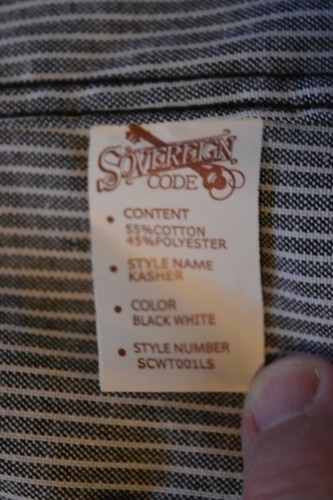 SOVEREIGN
CODE
CONTENT
55%COTTON
45%POLYESTER
STYLE NAME
KASHER
COLOR
BLACK WHITE
STYLE NUMBER
SCWT001LS